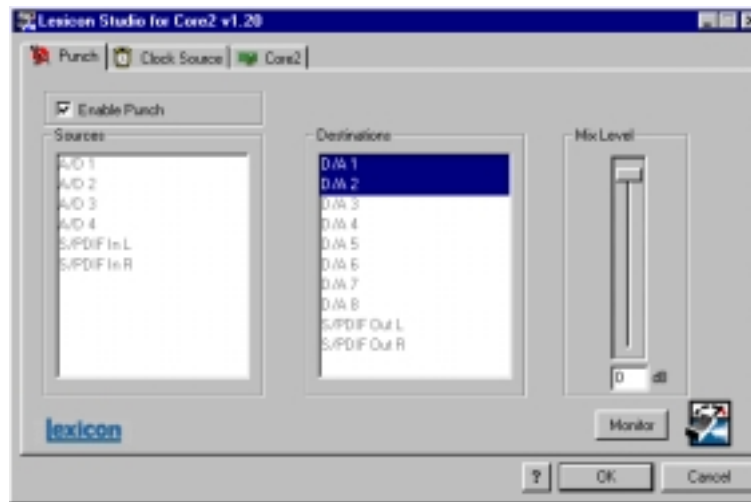 Lexicon Studio for Core2 v1.20
Punch
Clock Source
Core2
Enable Punch
Sources
A/D 1
A/D 2
A/D 3
A/D 4
S/PDIF In L
S/PDIF In R
Destinations
D/A 1
D/A 2
D/A 3
D/A 4
D/A 5
D/A 6
D/A 7
D/A 8
S/PDIF Out L
S/PDIF Out R
Mix Level
0 dB
lexicon
Monitor
?
OK
Cancel